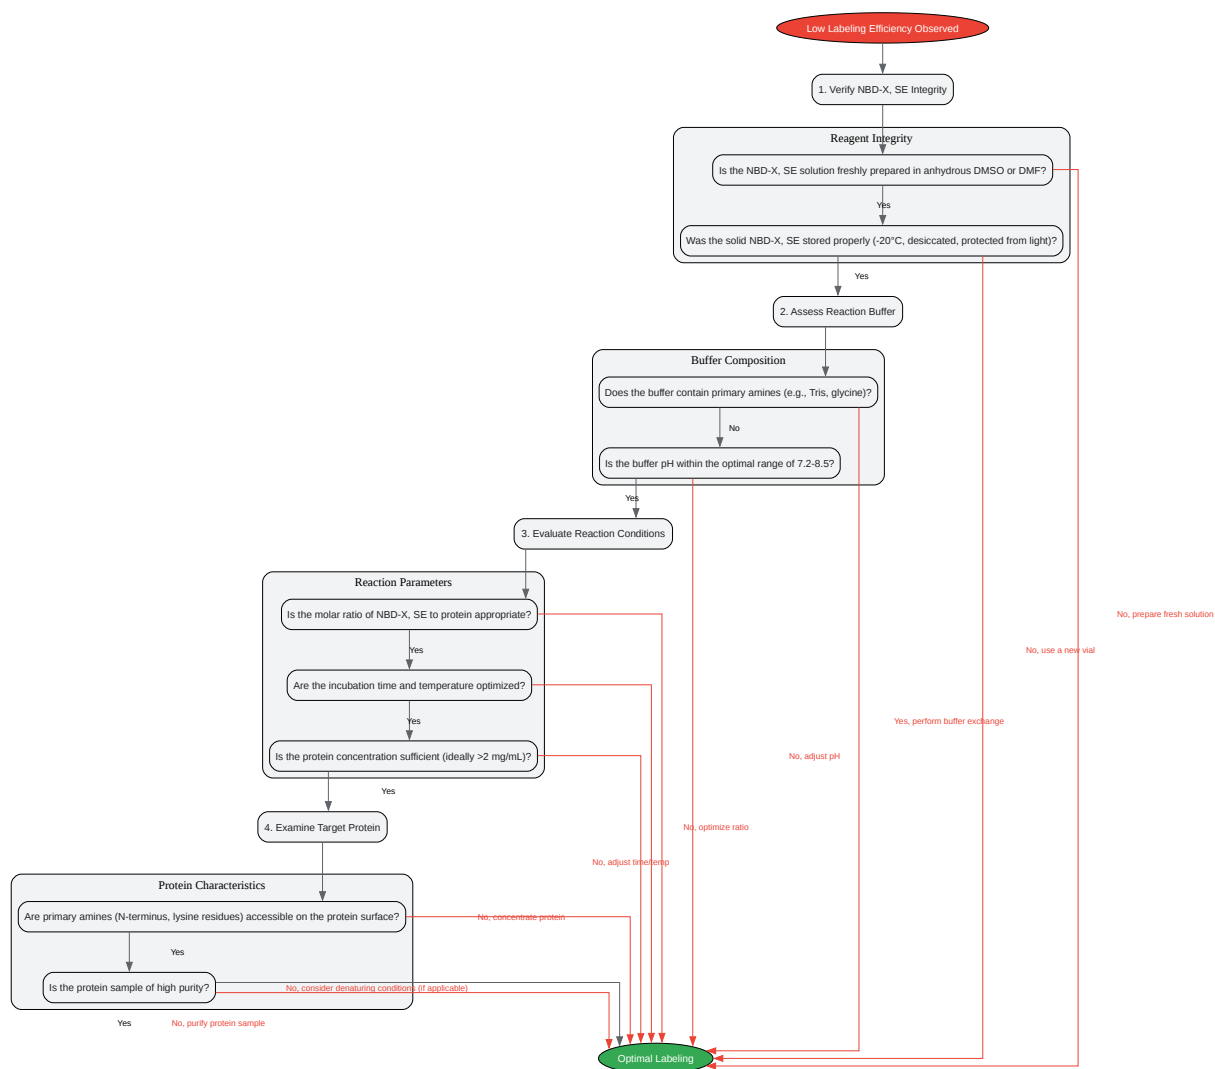 Low Labeling Efficiency Observed
1. Verify NBD-X, SE Integrity
Reagent Integrity
Is the NBD-X, SE solution freshly prepared in anhydrous DMSO or DMF?
Yes
Was the solid NBD-X, SE stored properly (-20°C, desiccated, protected from light)?
Yes
2. Assess Reaction Buffer
Buffer Composition
Does the buffer contain primary amines (e.g., Tris, glycine)?
No
Is the buffer pH within the optimal range of 7.2-8.5?
Yes
3. Evaluate Reaction Conditions
Reaction Parameters
Is the molar ratio of NBD-X, SE to protein appropriate?
No, prepare fresh solution
Yes
No, use a new vial
Are the incubation time and temperature optimized?
Yes
Yes, perform buffer exchange
Is the protein concentration sufficient (ideally >2 mg/mL)?
No, adjust pH
Yes
4. Examine Target Protein
No, optimize ratio
No, adjust time/temp
Protein Characteristics
Are primary amines (N-terminus, lysine residues) accessible on the protein surface?
No, concentrate protein
Yes
Is the protein sample of high purity?
No, consider denaturing conditions (if applicable)
Yes
No, purify protein sample
Optimal Labeling